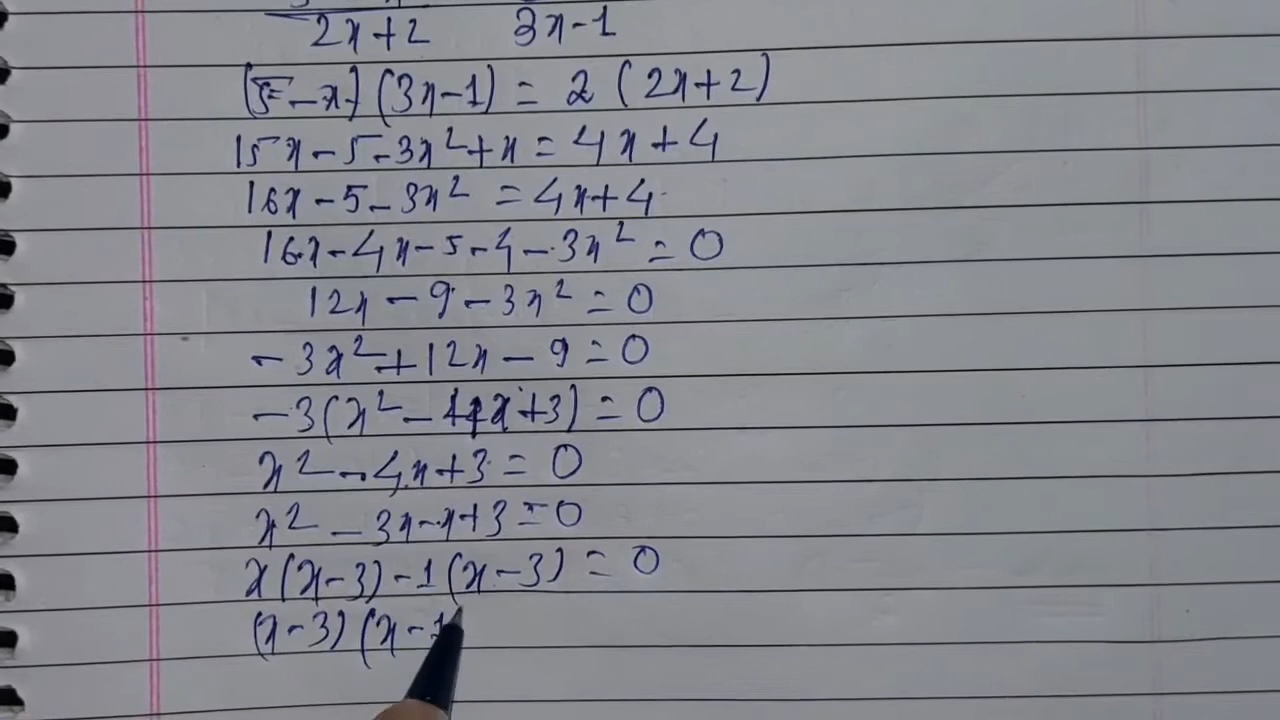 2x+2 3x-1
(5-x)(3x-1) = 2(2x+2)
15x-5-3x²+x = 4x+4
16x-5-3x² = 4x+4
16x-4x-5-4-3x² = 0
12x-9-3x² = 0
-3x²+12x-9 = 0
-3(x²-4x+3) = 0
x²-4x+3 = 0
x²-3x-x+3 = 0
x(x-3)-1(x-3) = 0
(x-3)(x-1